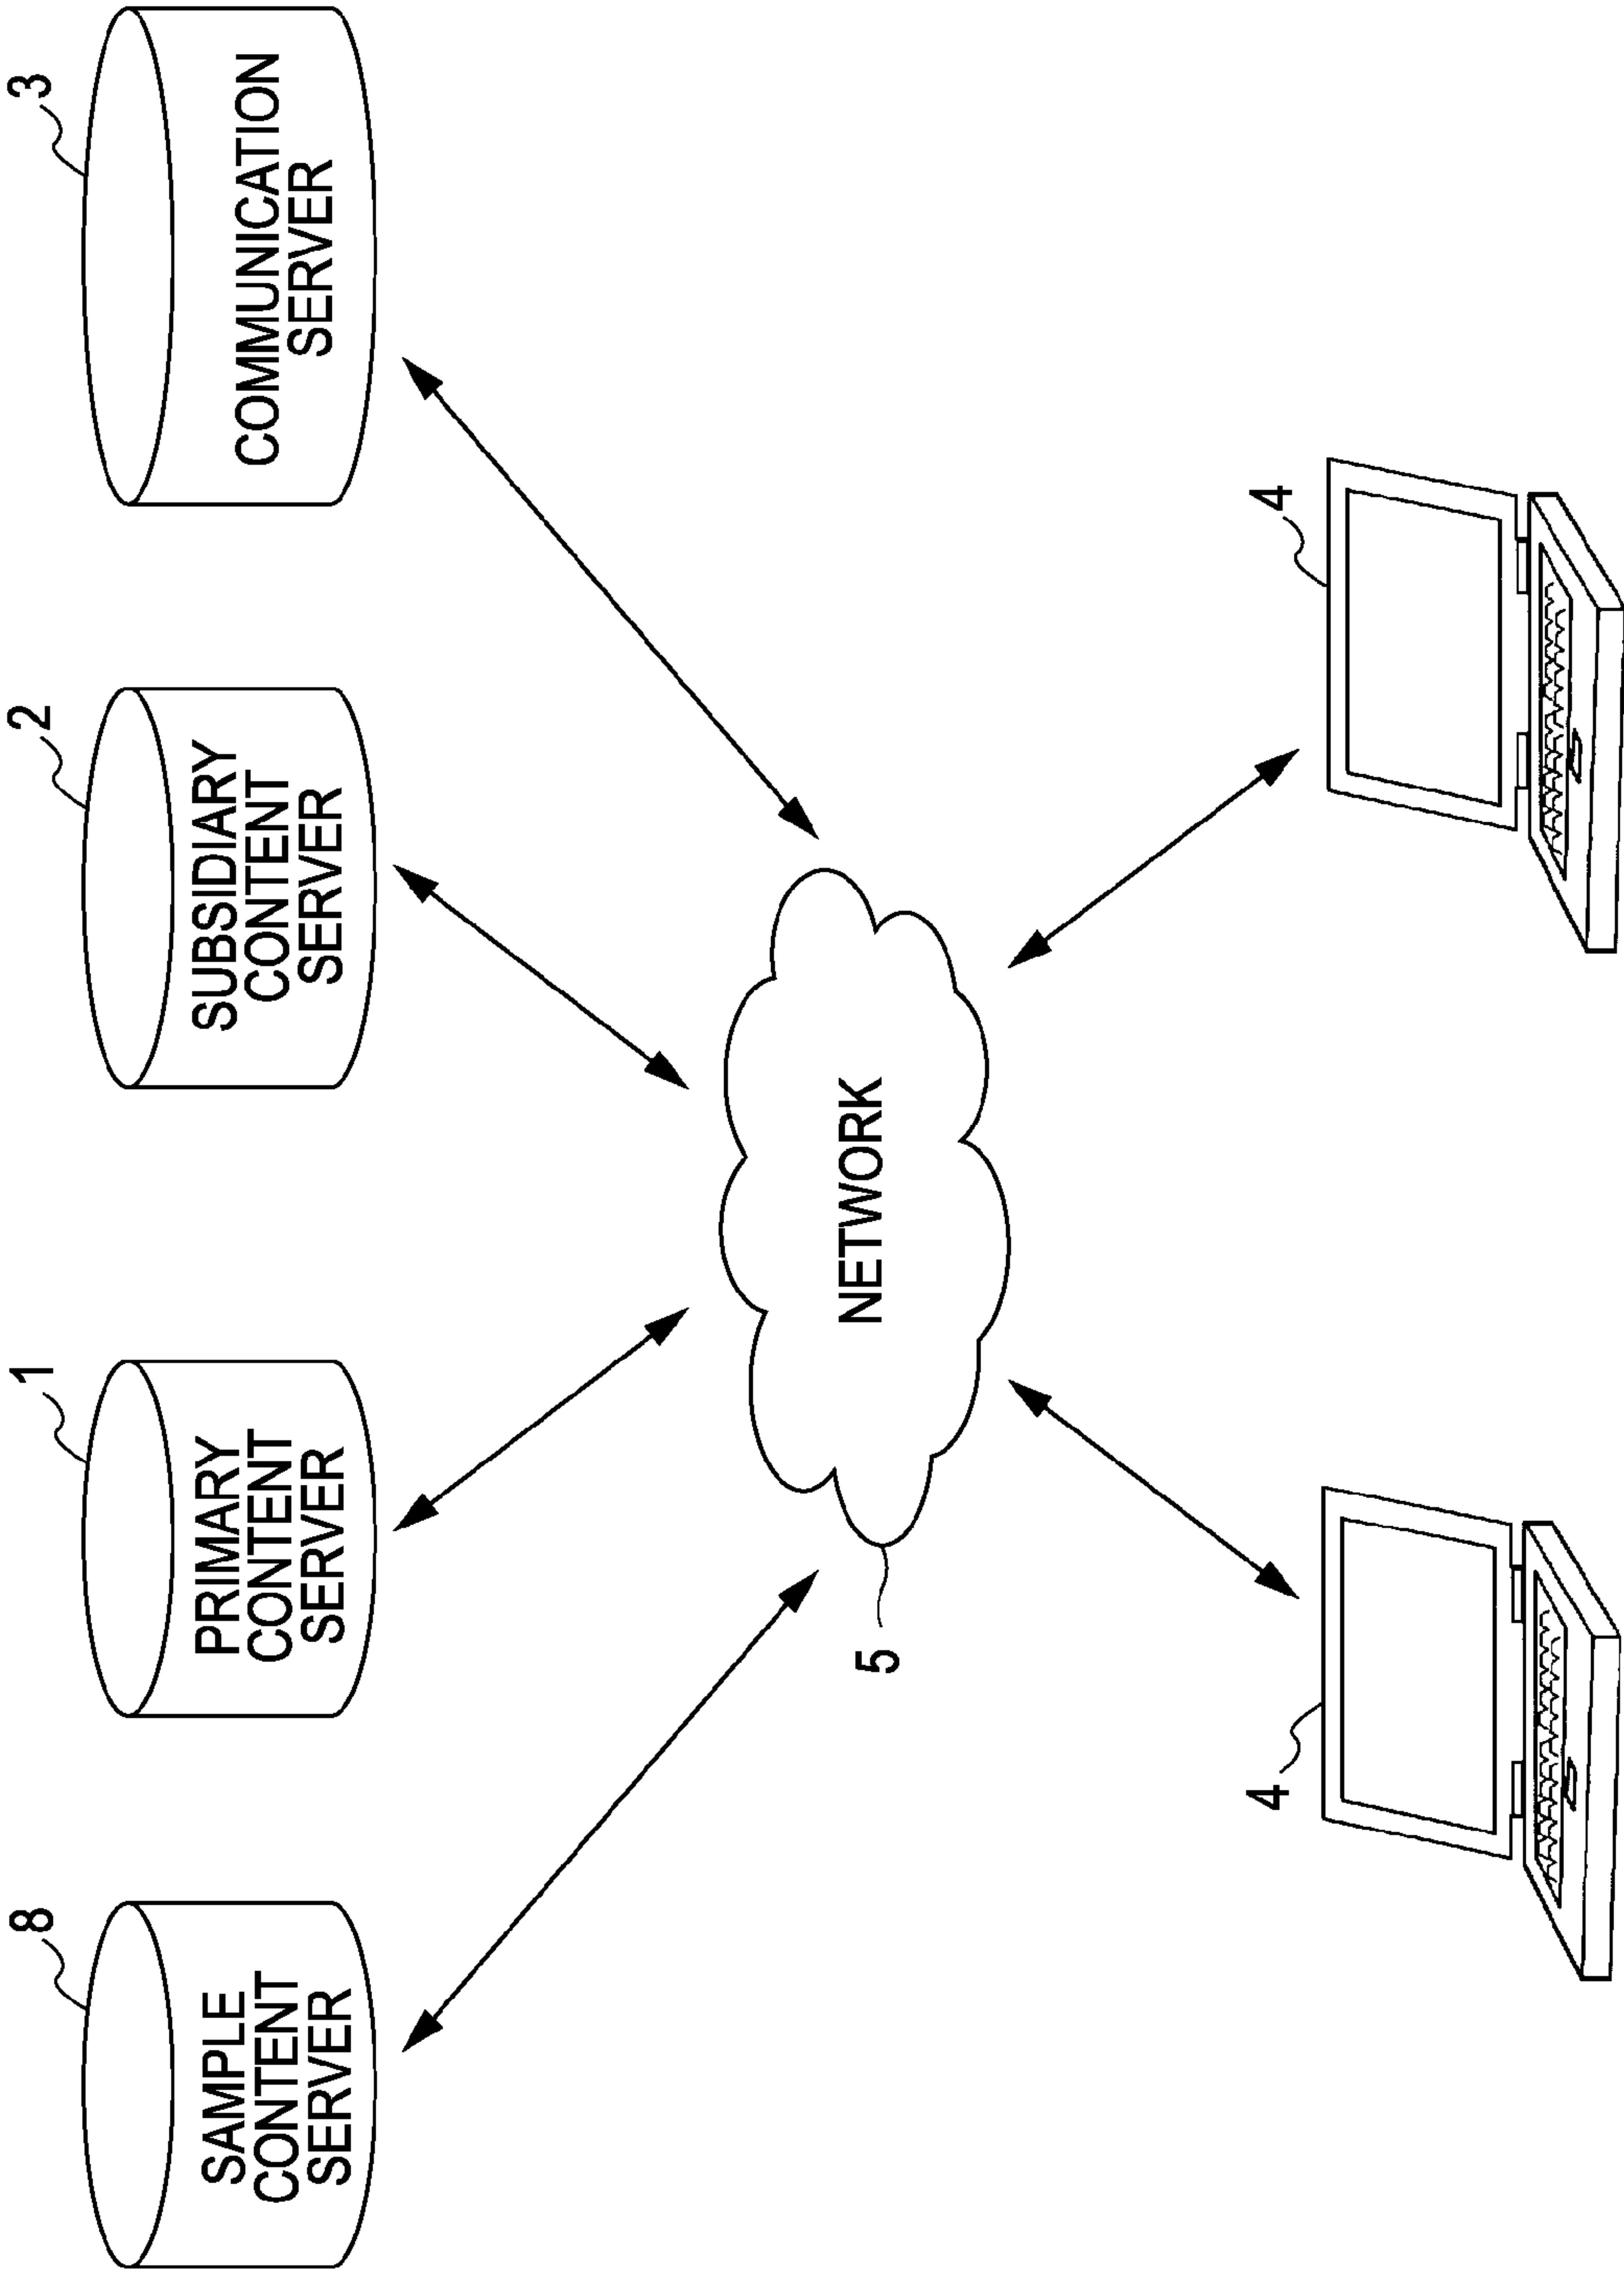 8
SAMPLE
CONTENT
SERVER
1
PRIMARY
CONTENT
SERVER
2
SUBSIDIARY
CONTENT
SERVER
3
COMMUNICATION
SERVER
NETWORK
5
4
4